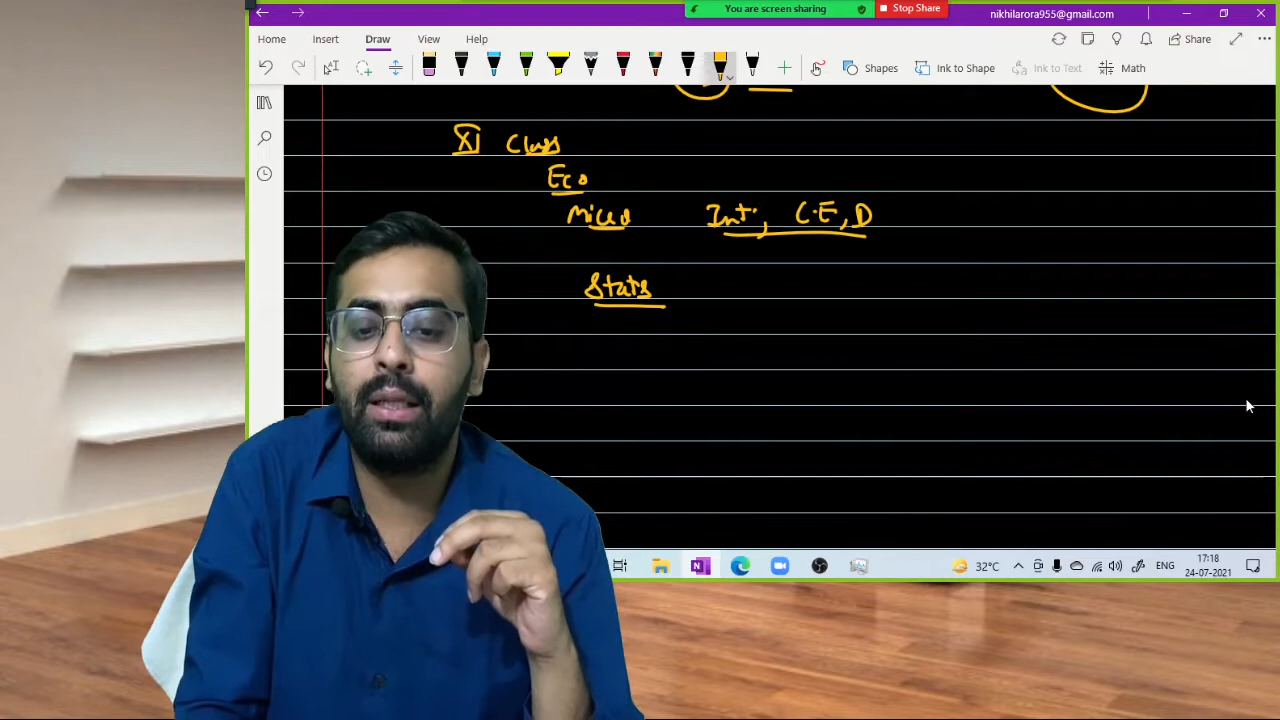 You are screen sharing Stop Share
nikhilarora955@gmail.com
Home Insert Draw View Help
Share
Shapes Ink to Shape Ink to Text Math
XI Class
Eco
Micro Int, C.E, D
Stats
32°C ENG 17:18
24-07-2021